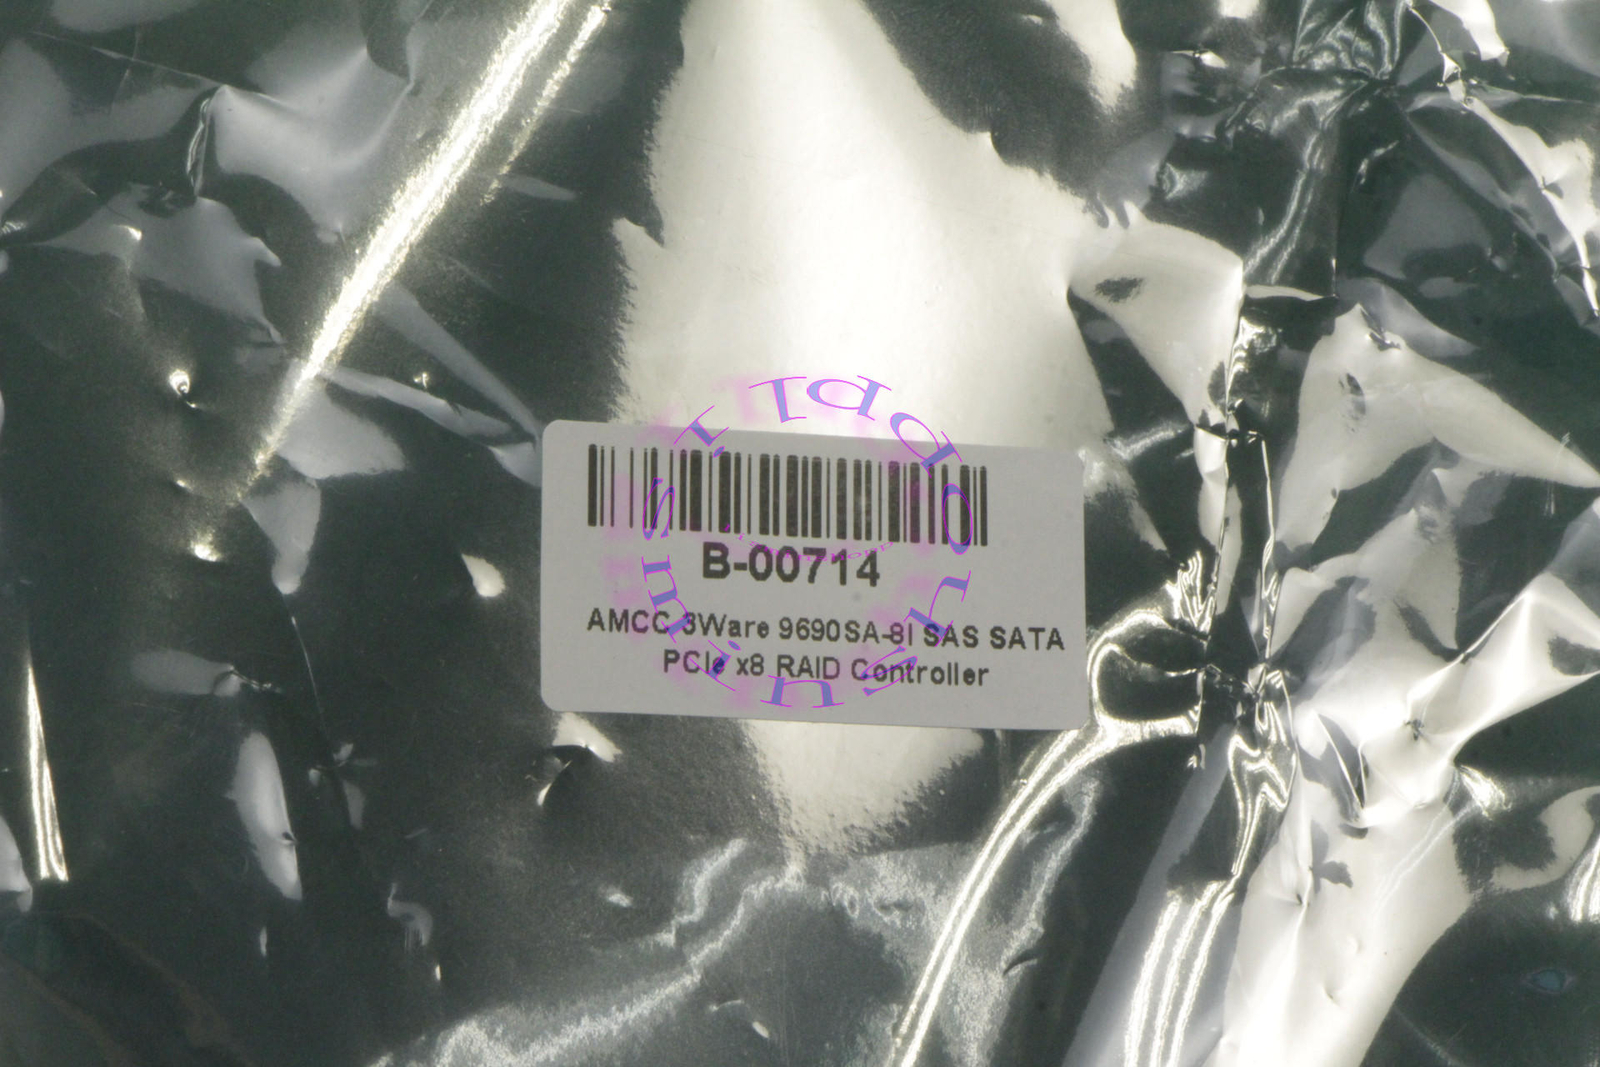 B-00714
AMCC 3Ware 9690SA-8I SAS SATA
PCIe x8 RAID Controller